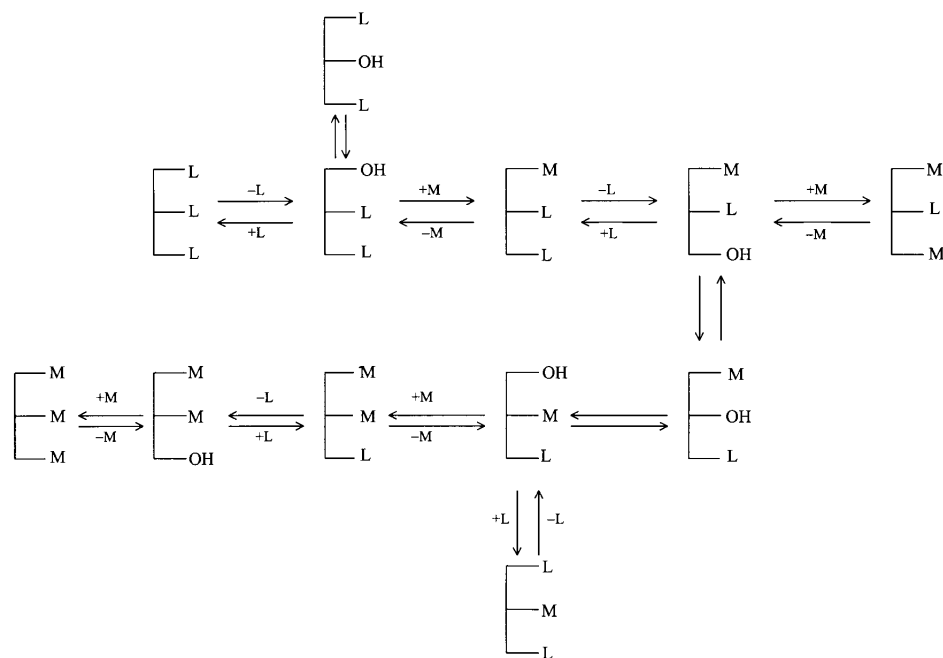 L
OH
L
L OH M M M
–L +M –L +M
L L L L L
+L –M +L –M
L L L OH M
M M M OH M
+M –L +M
M M M M OH
–M +L –M
M OH L L L
+L –L
L
M
L